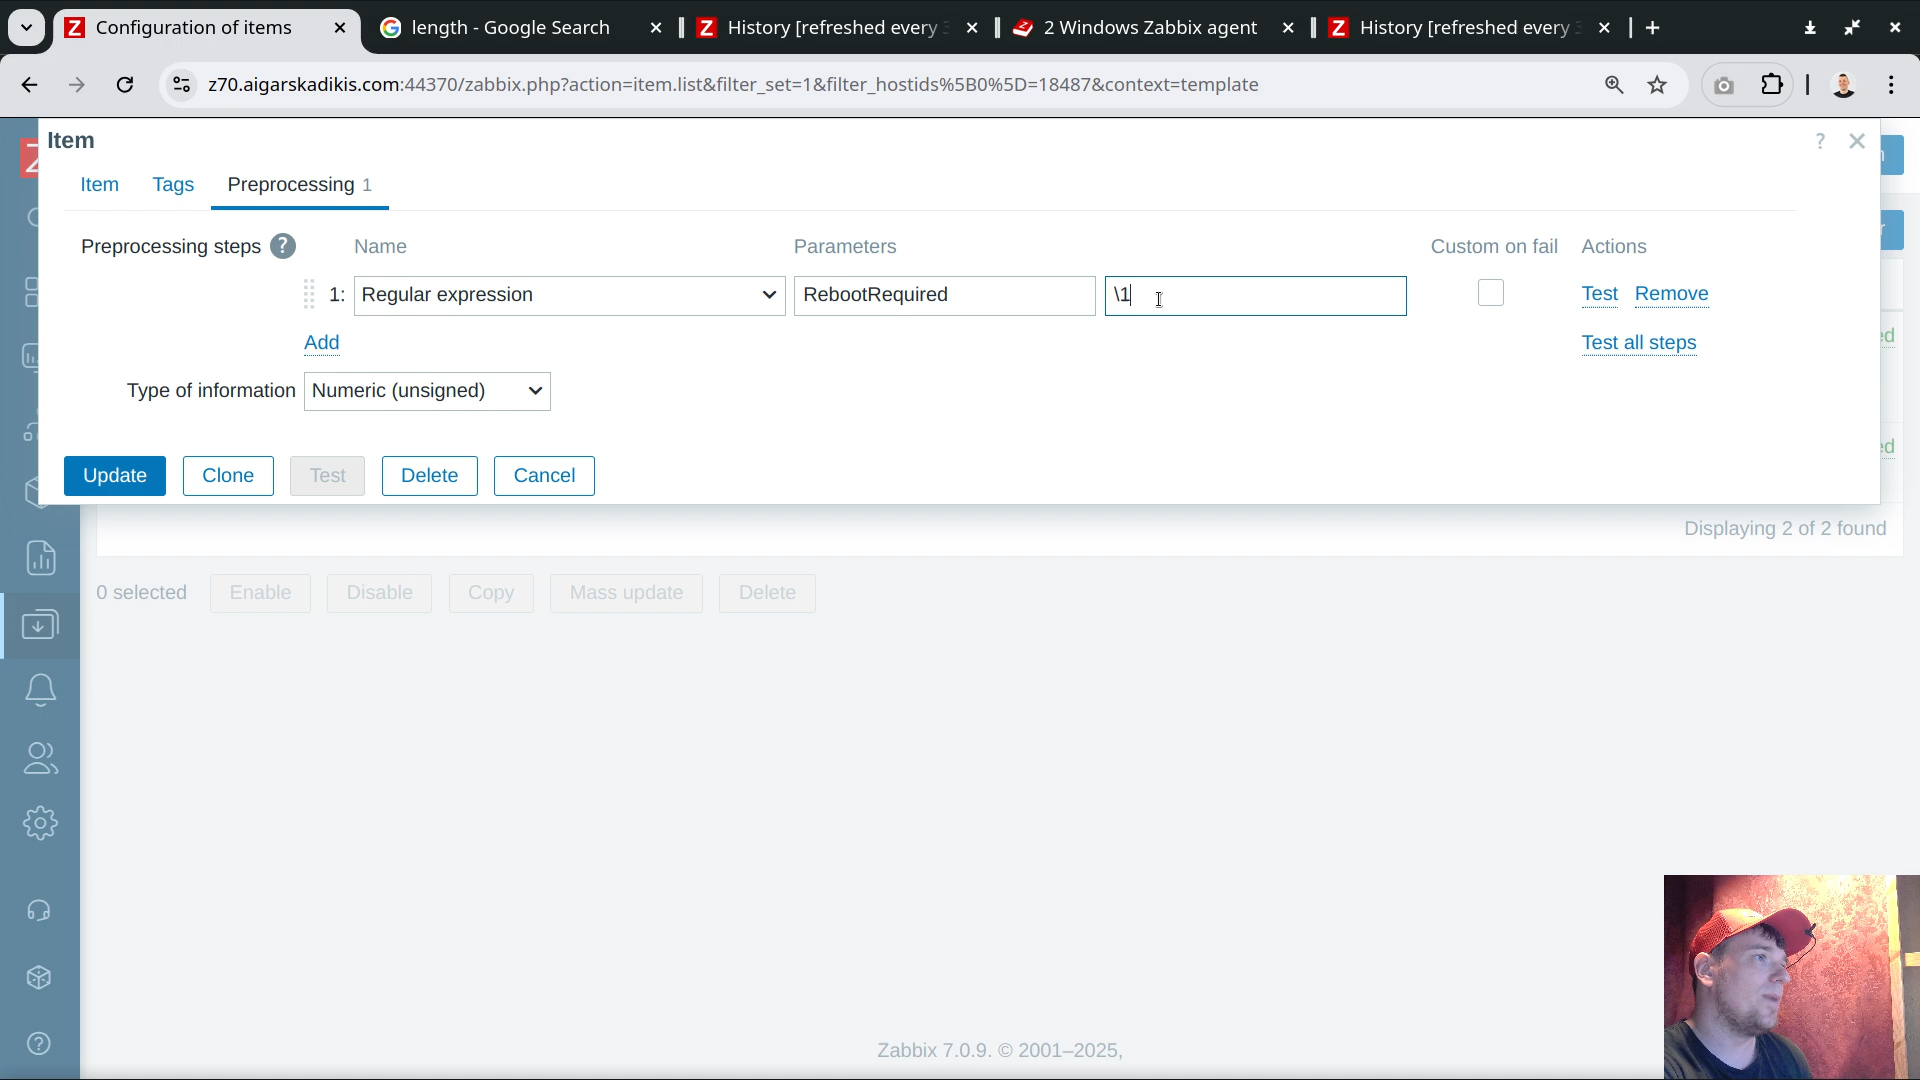 Configuration of items
length - Google Search
History [refreshed every
2 Windows Zabbix agent
History [refreshed every
z70.aigarskadikis.com:44370/zabbix.php?action=item.list&filter_set=1&filter_hostids%5B0%5D=18487&context=template
Item
Item Tags Preprocessing 1
Preprocessing steps ? Name Parameters Custom on fail Actions
1: Regular expression RebootRequired \1 Test Remove
Add Test all steps
Type of information Numeric (unsigned)
Update Clone Test Delete Cancel
Displaying 2 of 2 found
0 selected Enable Disable Copy Mass update Delete
Zabbix 7.0.9. © 2001–2025,